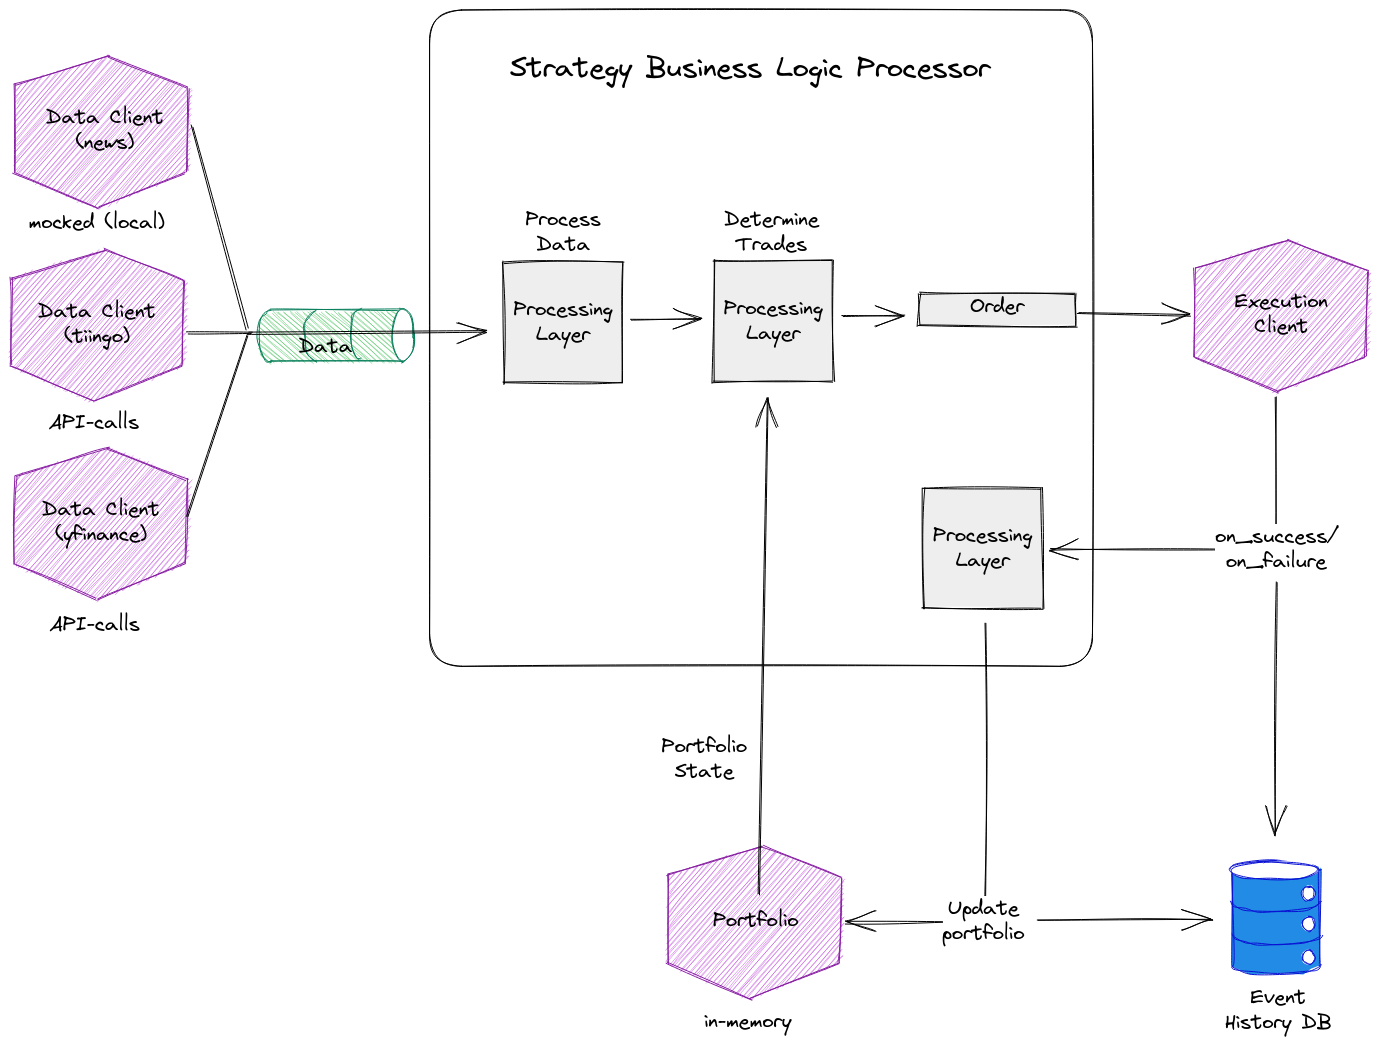 Strategy Business Logic Processor
Data Client
(news)
mocked (local)
Data Client
(tiingo)
API-calls
Data Client
(yfinance)
API-calls
Data
Process
Data
Processing
Layer
Determine
Trades
Processing
Layer
Order
Execution
Client
Processing
Layer
on_success/
on_failure
Portfolio
State
Portfolio
in-memory
Update
portfolio
Event
History DB